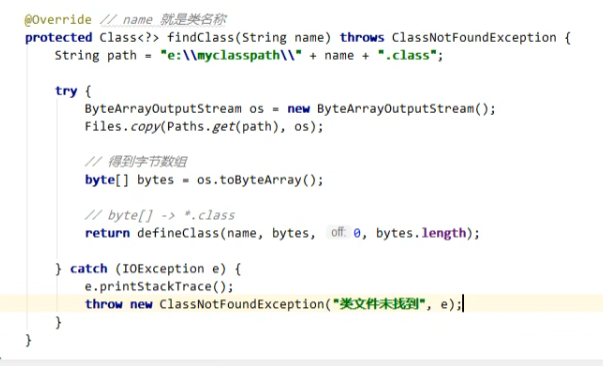 @Override // name 就是类名称
protected Class<?> findClass(String name) throws ClassNotFoundException {
String path = "e:\\myclasspath\\" + name + ".class";
try {
ByteArrayOutputStream os = new ByteArrayOutputStream();
Files.copy(Paths.get(path), os);
// 得到字节数组
byte[] bytes = os.toByteArray();
// byte[] -> *.class
return defineClass(name, bytes, off: 0, bytes.length);
} catch (IOException e) {
e.printStackTrace();
throw new ClassNotFoundException("类文件未找到", e);
}
}